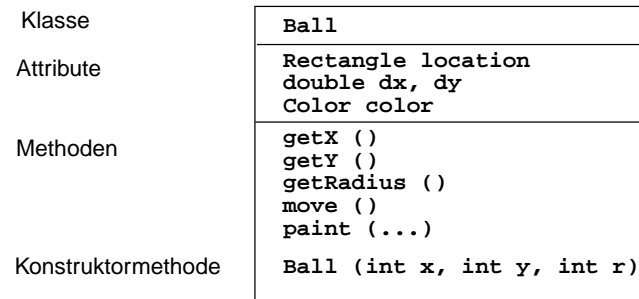 Klasse Ball
Attribute Rectangle location
double dx, dy
Color color
Methoden getX ()
getY ()
getRadius ()
move ()
paint (...)
Konstruktormethode Ball (int x, int y, int r)